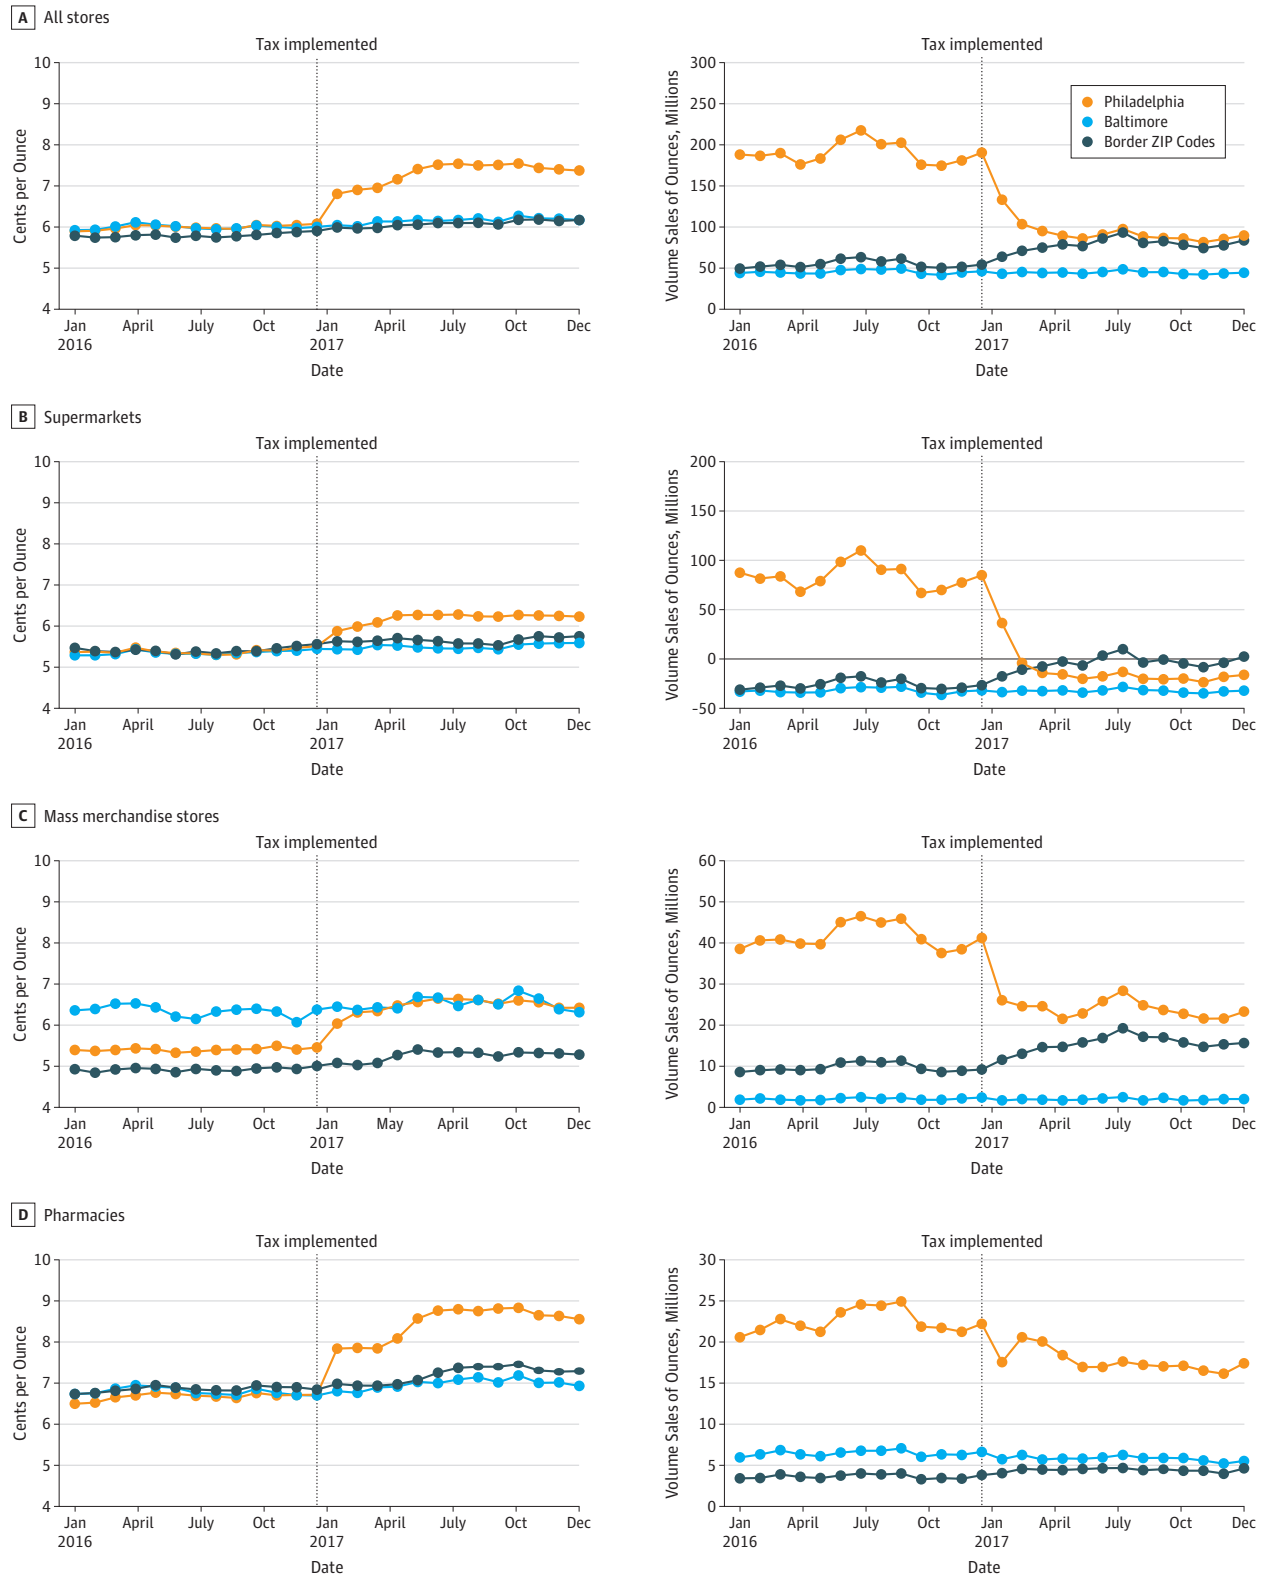 A All stores
Tax implemented
10
9
8
7
6
5
4
Cents per Ounce
Jan April July Oct Jan April July Oct Dec
2016 2017
Date
Tax implemented
300
250
200
150
100
50
0
Volume Sales of Ounces, Millions
Philadelphia
Baltimore
Border ZIP Codes
Jan April July Oct Jan April July Oct Dec
2016 2017
Date
B Supermarkets
Tax implemented
10
9
8
7
6
5
4
Cents per Ounce
Jan April July Oct Jan April July Oct Dec
2016 2017
Date
Tax implemented
200
150
100
50
0
-50
Volume Sales of Ounces, Millions
Jan April July Oct Jan April July Oct Dec
2016 2017
Date
C Mass merchandise stores
Tax implemented
10
9
8
7
6
5
4
Cents per Ounce
Jan April July Oct Jan May April Oct Dec
2016 2017
Date
Tax implemented
60
50
40
30
20
10
0
Volume Sales of Ounces, Millions
Jan April July Oct Jan April July Oct Dec
2016 2017
Date
D Pharmacies
Tax implemented
10
9
8
7
6
5
4
Cents per Ounce
Jan April July Oct Jan April July Oct Dec
2016 2017
Date
Tax implemented
30
25
20
15
10
5
0
Volume Sales of Ounces, Millions
Jan April July Oct Jan April July Oct Dec
2016 2017
Date